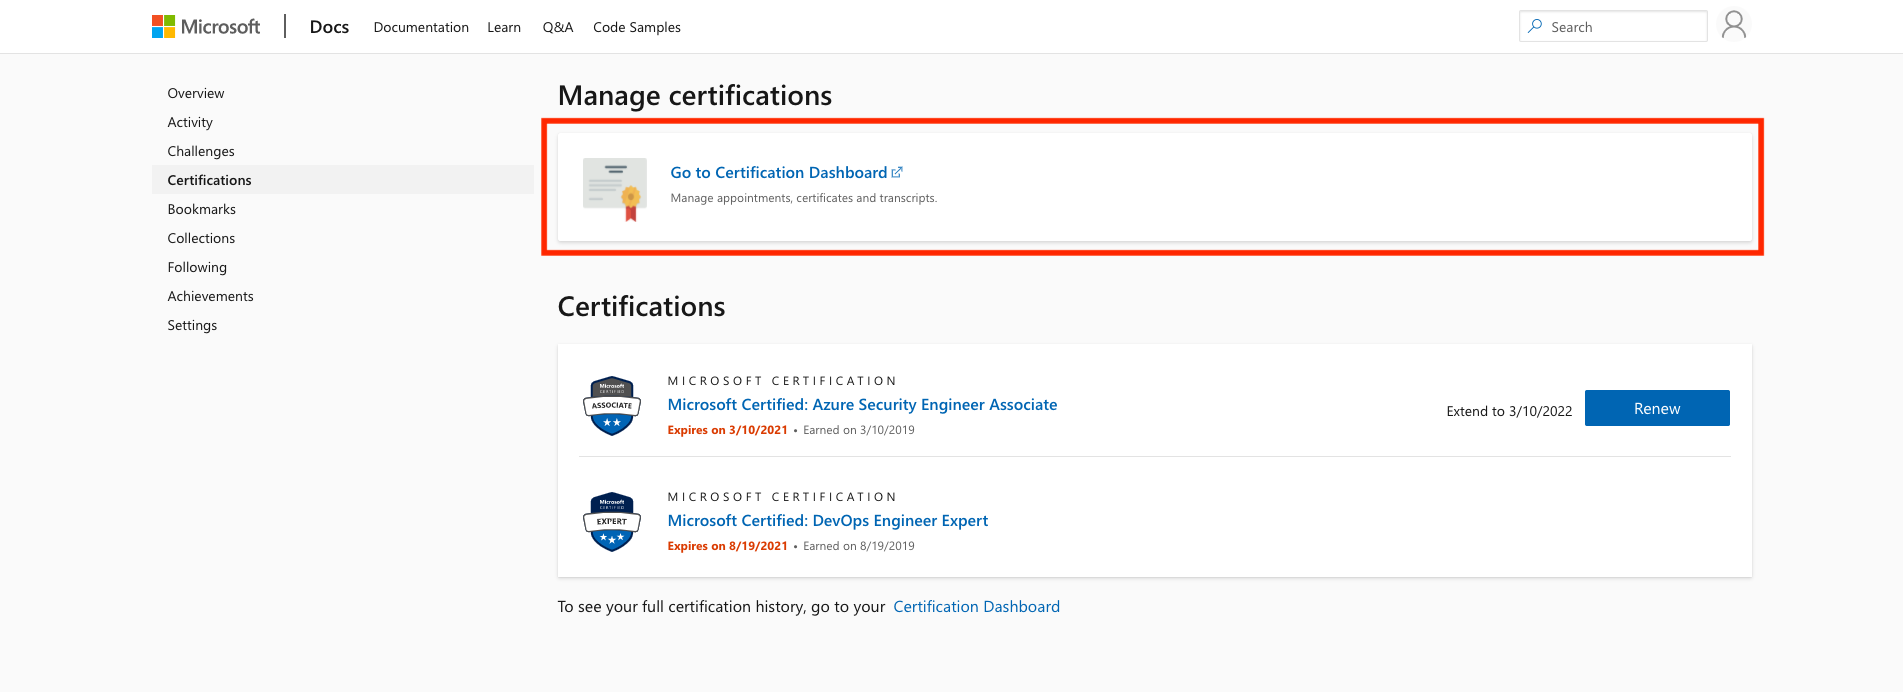 Microsoft Docs Documentation Learn Q&A Code Samples Search
Overview
Activity
Challenges
Certifications
Bookmarks
Collections
Following
Achievements
Settings
Manage certifications
Go to Certification Dashboard
Manage appointments, certificates and transcripts.
Certifications
Microsoft
CERTIFIED
ASSOCIATE
MICROSOFT CERTIFICATION
Microsoft Certified: Azure Security Engineer Associate
Expires on 3/10/2021 • Earned on 3/10/2019
Extend to 3/10/2022 Renew
Microsoft
CERTIFIED
EXPERT
MICROSOFT CERTIFICATION
Microsoft Certified: DevOps Engineer Expert
Expires on 8/19/2021 • Earned on 8/19/2019
To see your full certification history, go to your Certification Dashboard